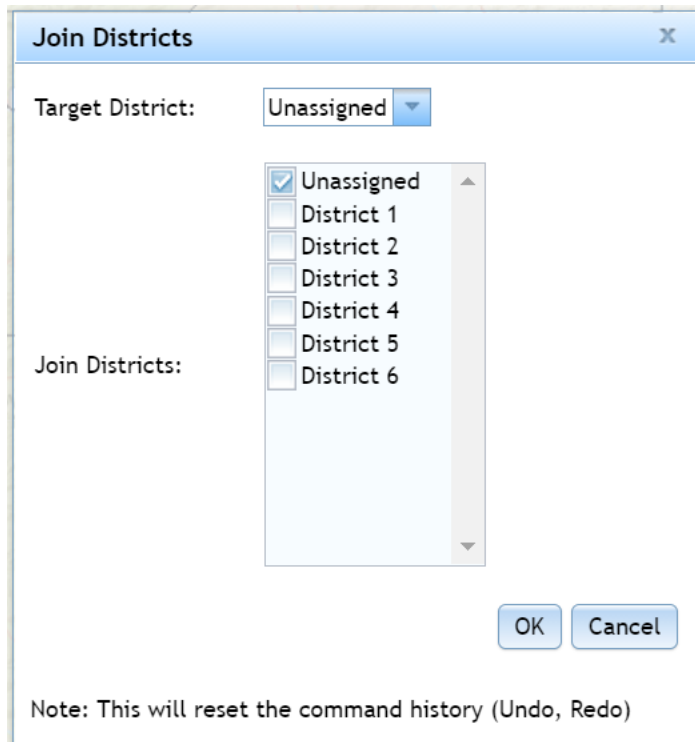 Join Districts x
Target District: Unassigned
Unassigned
District 1
District 2
District 3
District 4
District 5
Join Districts:
District 6
OK Cancel
Note: This will reset the command history (Undo, Redo)